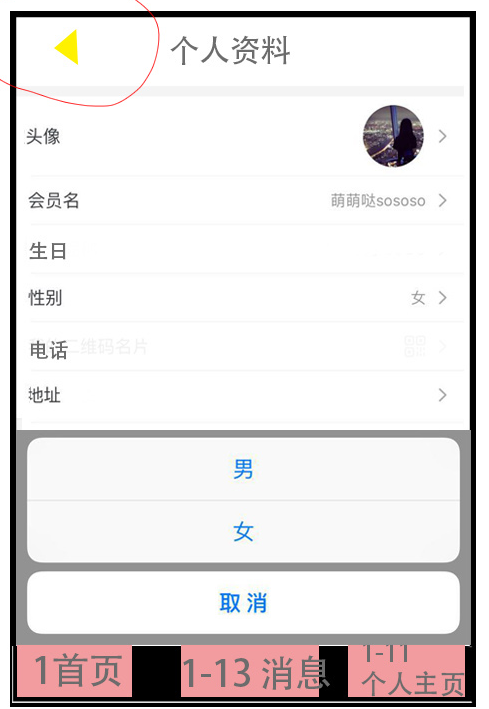 个人资料
头像
会员名 萌萌哒sososo
生日
性别 女
电话 二维码名片
地址
男
女
取消
1首页 1-13 消息 1-11
个人主页